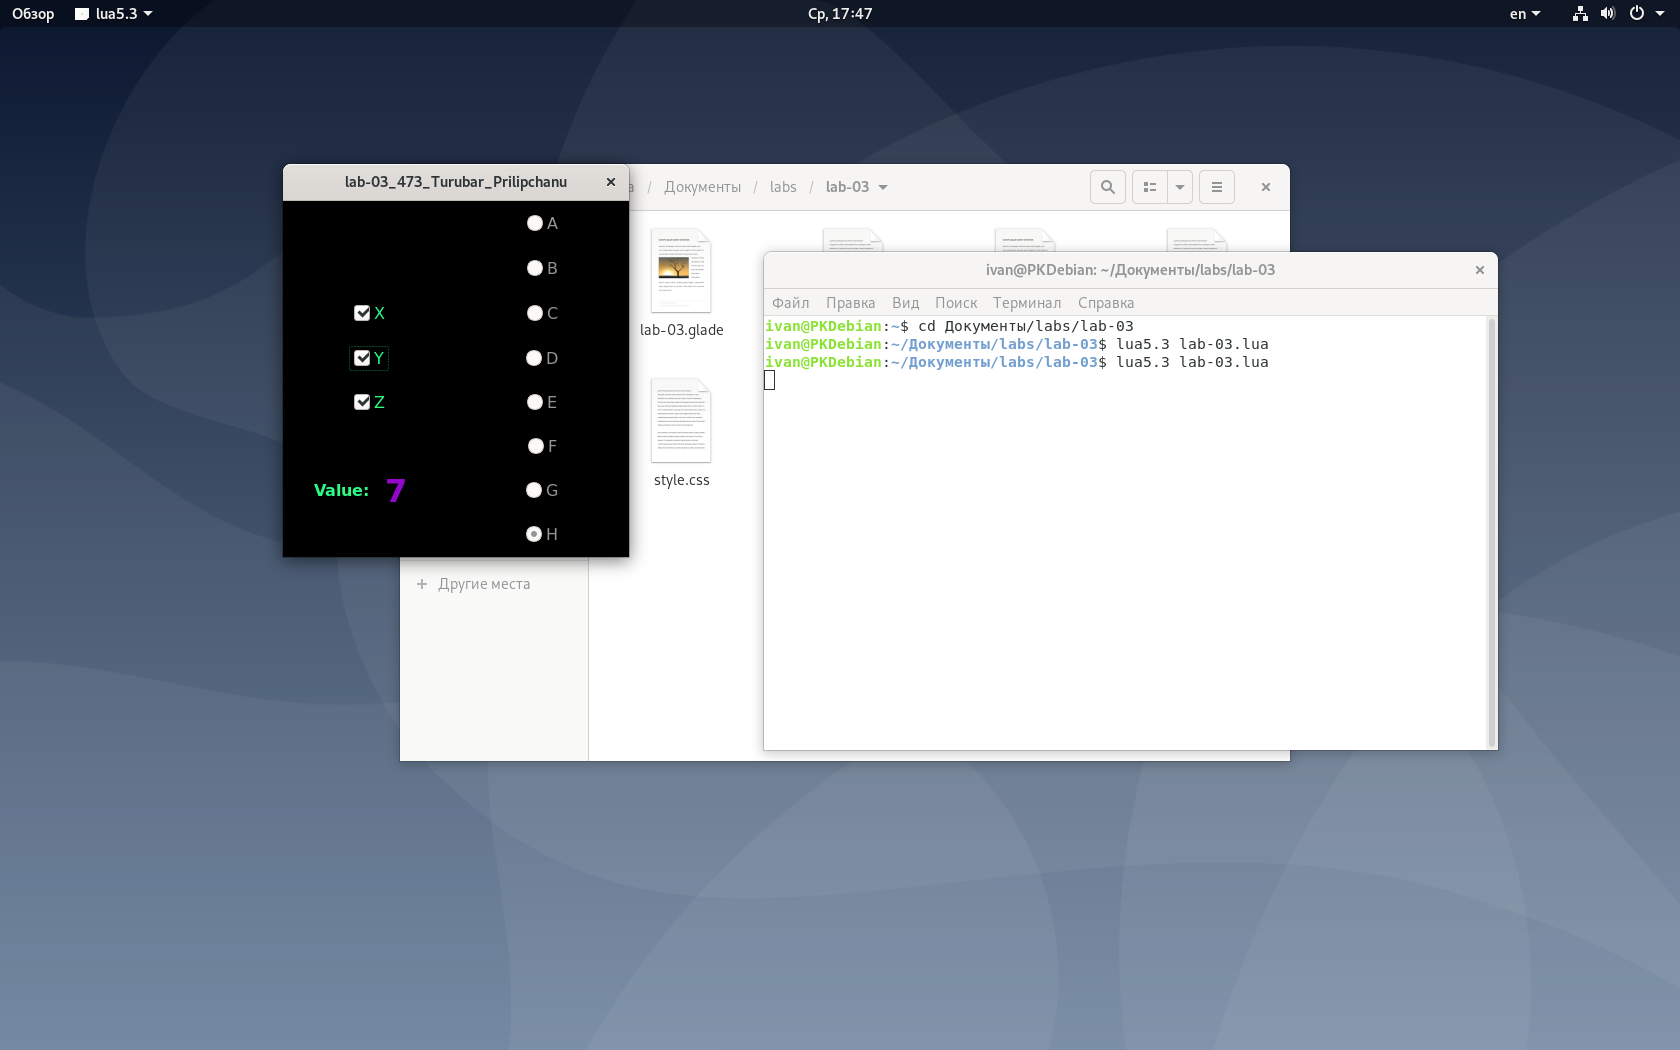 Обзор lua5.3 Ср, 17:47 en
lab-03_473_Turubar_Prilipchanu
A
B
X C
Y D
Z E
F
Value: 7 G
H
а / Документы / labs / lab-03
lab-03.glade
style.css
Другие места
ivan@PKDebian: ~/Документы/labs/lab-03
Файл Правка Вид Поиск Терминал Справка
ivan@PKDebian:~$ cd Документы/labs/lab-03
ivan@PKDebian:~/Документы/labs/lab-03$ lua5.3 lab-03.lua
ivan@PKDebian:~/Документы/labs/lab-03$ lua5.3 lab-03.lua